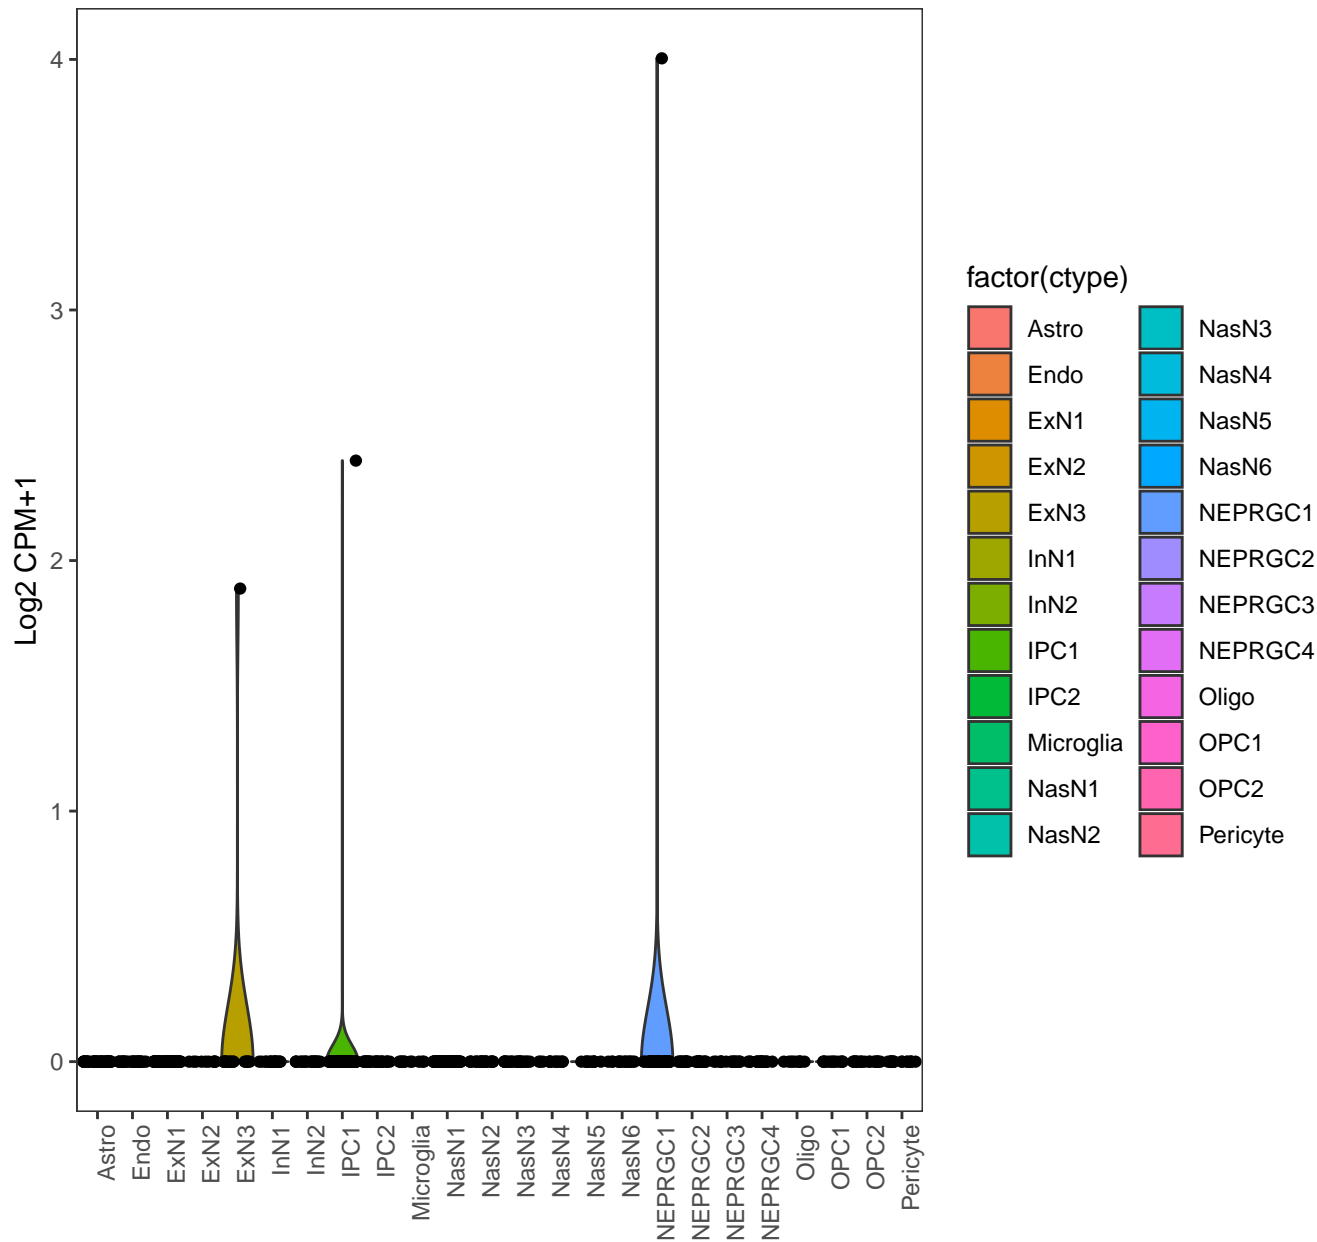 4
3
2
1
0
Log2 CPM+1
Astro
Endo
ExN1
ExN2
ExN3
InN1
InN2
IPC1
IPC2
Microglia
NasN1
NasN2
NasN3
NasN4
NasN5
NasN6
NEPRGC1
NEPRGC2
NEPRGC3
NEPRGC4
Oligo
OPC1
OPC2
Pericyte
factor(ctype)
Astro
Endo
ExN1
ExN2
ExN3
InN1
InN2
IPC1
IPC2
Microglia
NasN1
NasN2
NasN3
NasN4
NasN5
NasN6
NEPRGC1
NEPRGC2
NEPRGC3
NEPRGC4
Oligo
OPC1
OPC2
Pericyte